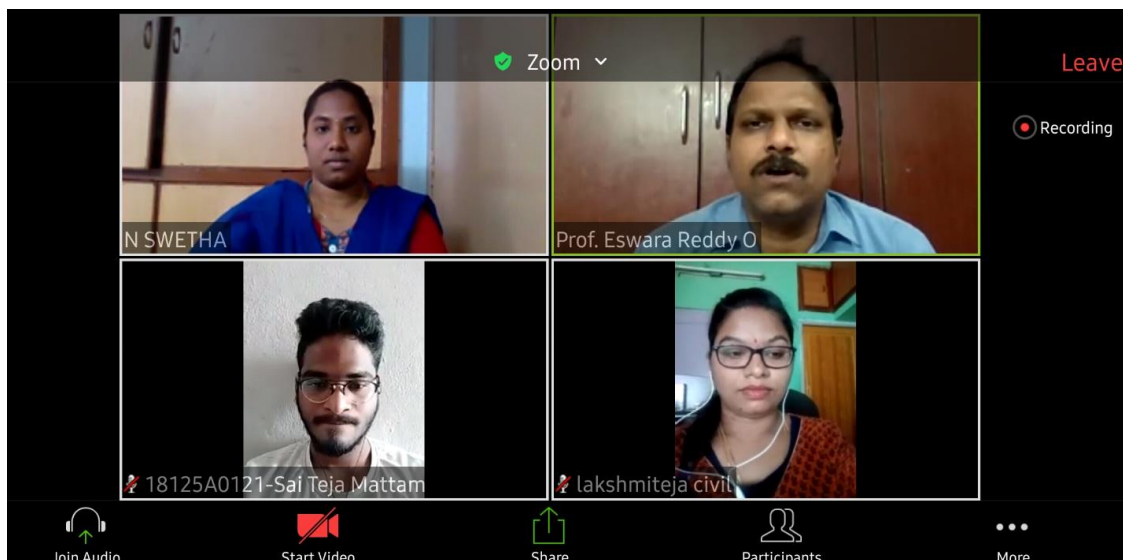 Zoom
Leave
Recording
N SWETHA
Prof. Eswara Reddy O
18125A0121-Sai Teja Mattam
lakshmiteja civil
Join Audio
Start Video
Share
Participants
More